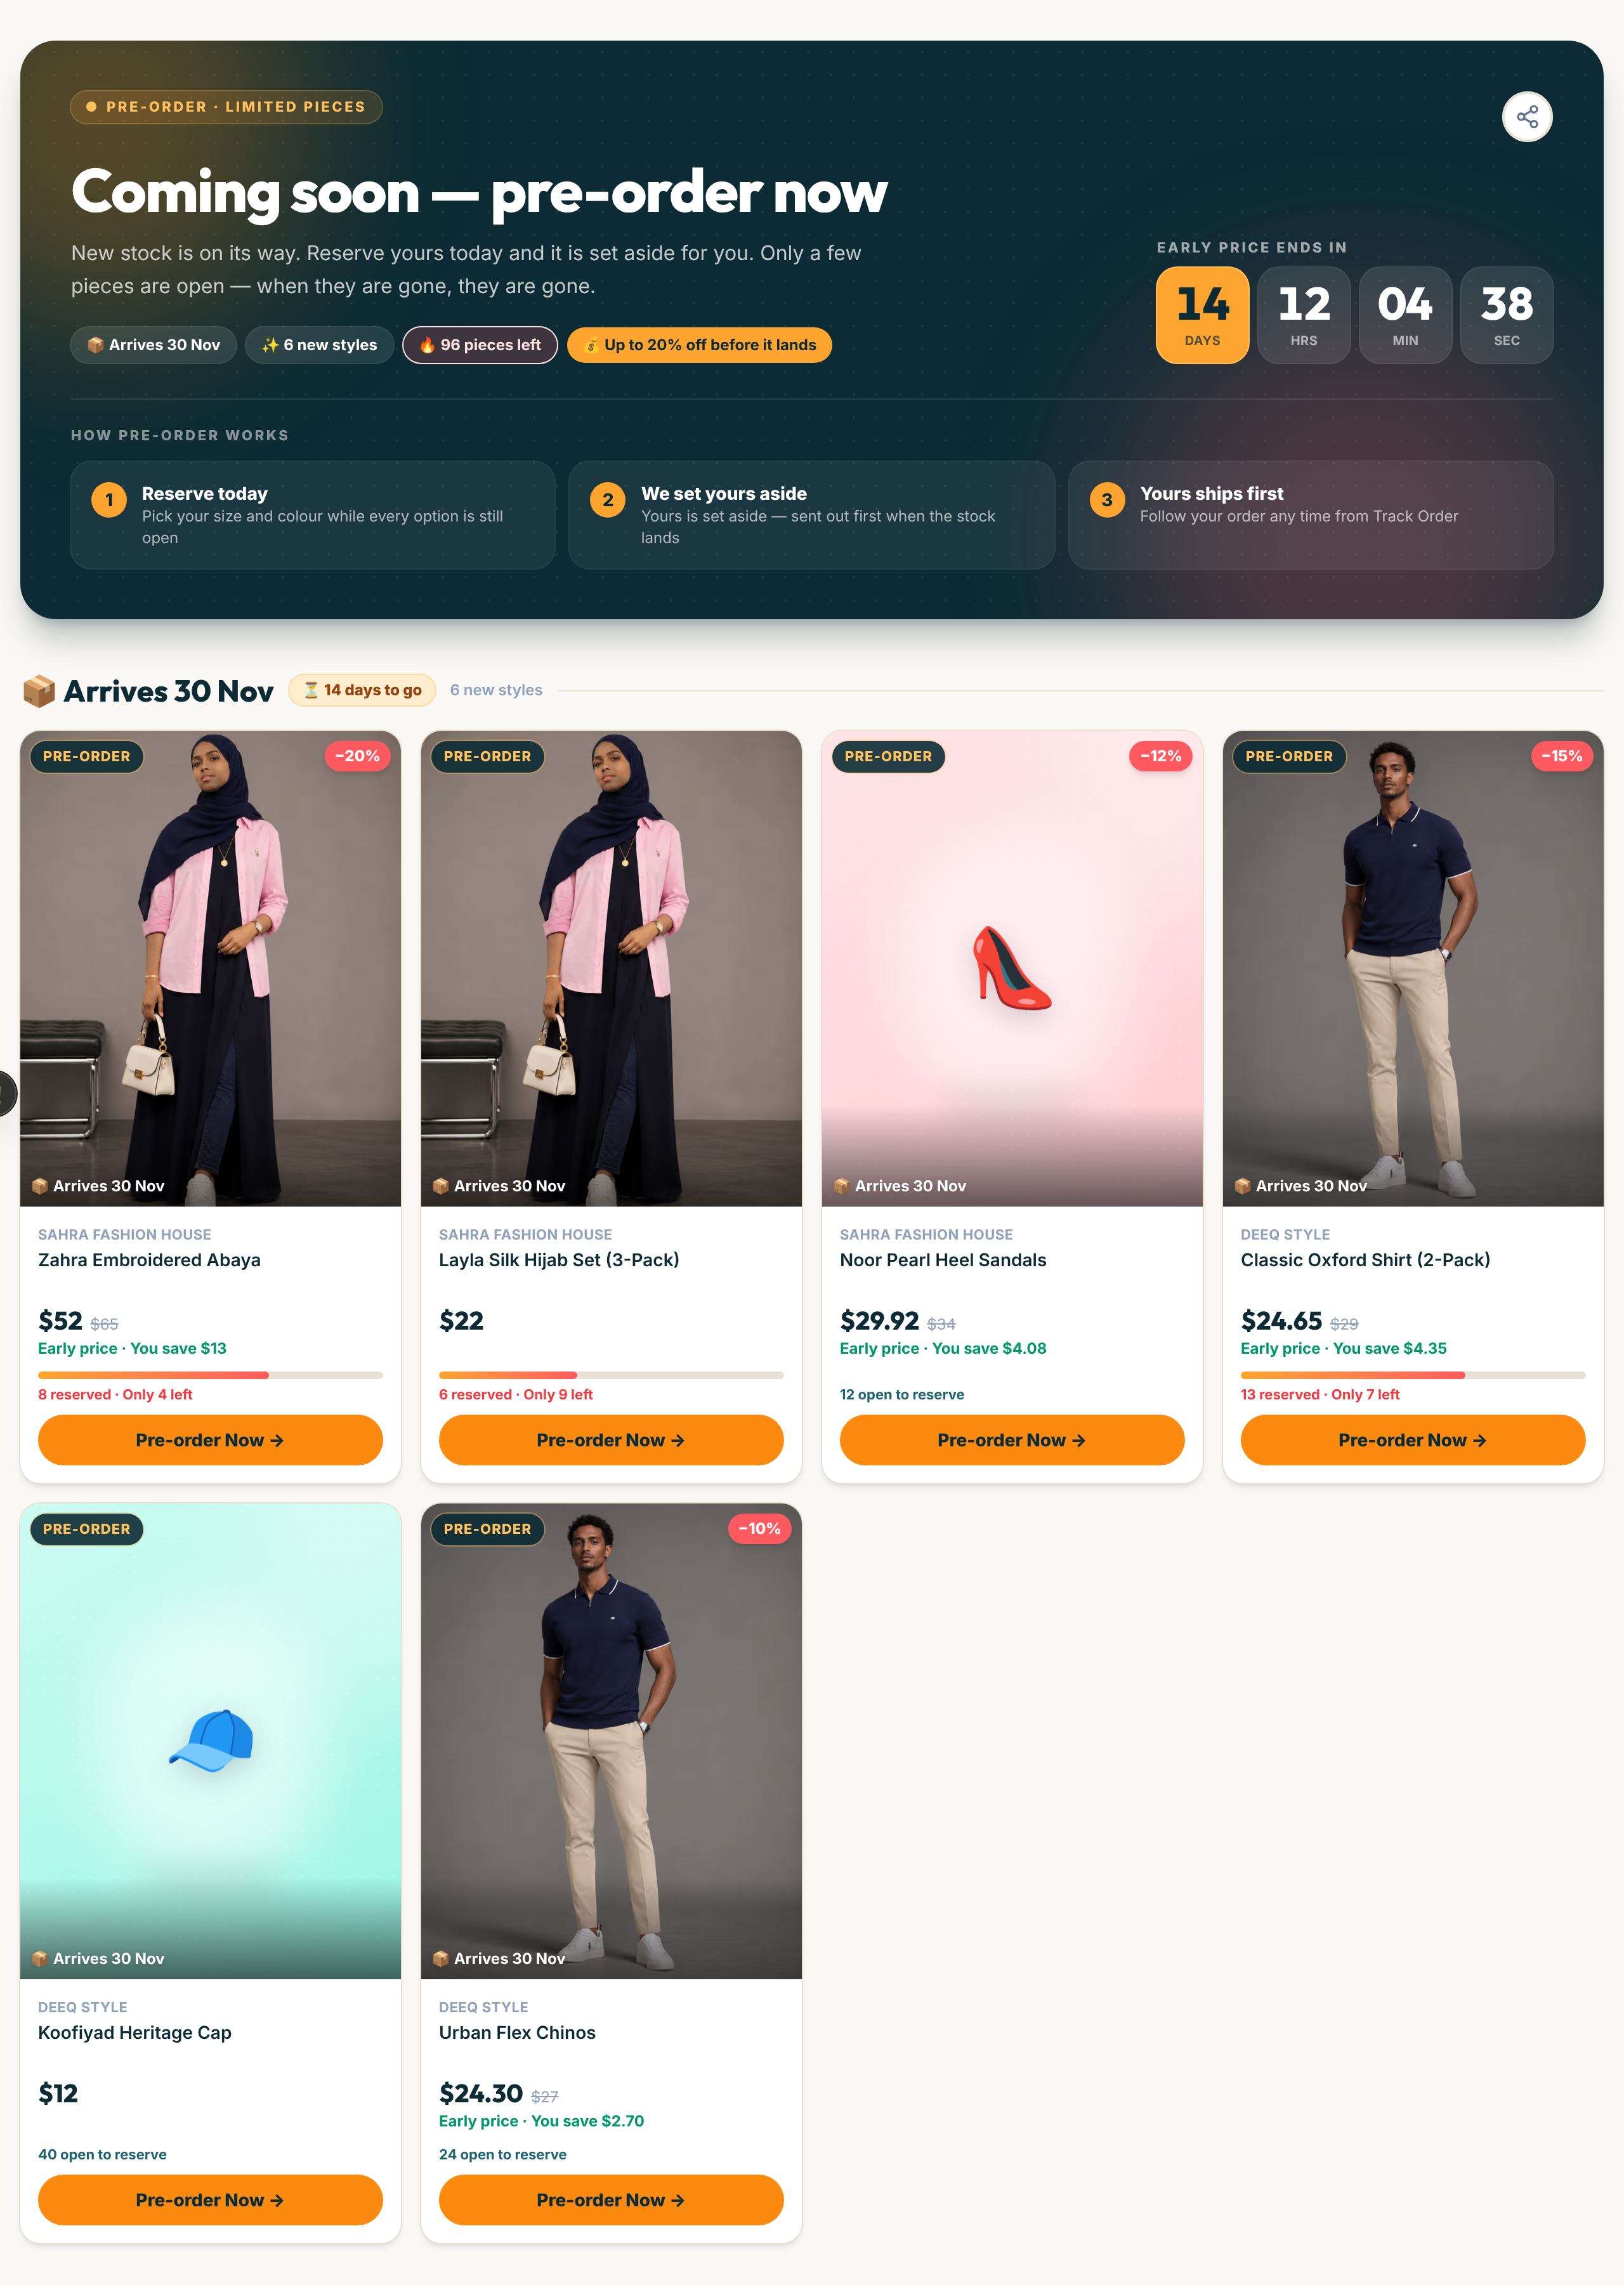 PRE-ORDER · LIMITED PIECES
Coming soon — pre-order now
New stock is on its way. Reserve yours today and it is set aside for you. Only a few
pieces are open — when they are gone, they are gone.
📦 Arrives 30 Nov
✨ 6 new styles
🔥 96 pieces left
💰 Up to 20% off before it lands
EARLY PRICE ENDS IN
14 12 04 38
DAYS HRS MIN SEC
HOW PRE-ORDER WORKS
1 Reserve today
Pick your size and colour while every option is still
open
2 We set yours aside
Yours is set aside — sent out first when the stock
lands
3 Yours ships first
Follow your order any time from Track Order
📦 Arrives 30 Nov
⏳ 14 days to go
6 new styles
PRE-ORDER
−20%
📦 Arrives 30 Nov
SAHRA FASHION HOUSE
Zahra Embroidered Abaya
$52 $65
Early price · You save $13
8 reserved · Only 4 left
Pre-order Now →
PRE-ORDER
📦 Arrives 30 Nov
SAHRA FASHION HOUSE
Layla Silk Hijab Set (3-Pack)
$22
6 reserved · Only 9 left
Pre-order Now →
PRE-ORDER
−12%
📦 Arrives 30 Nov
SAHRA FASHION HOUSE
Noor Pearl Heel Sandals
$29.92 $34
Early price · You save $4.08
12 open to reserve
Pre-order Now →
PRE-ORDER
−15%
📦 Arrives 30 Nov
DEEQ STYLE
Classic Oxford Shirt (2-Pack)
$24.65 $29
Early price · You save $4.35
13 reserved · Only 7 left
Pre-order Now →
PRE-ORDER
📦 Arrives 30 Nov
DEEQ STYLE
Koofiyad Heritage Cap
$12
40 open to reserve
Pre-order Now →
PRE-ORDER
−10%
📦 Arrives 30 Nov
DEEQ STYLE
Urban Flex Chinos
$24.30 $27
Early price · You save $2.70
24 open to reserve
Pre-order Now →